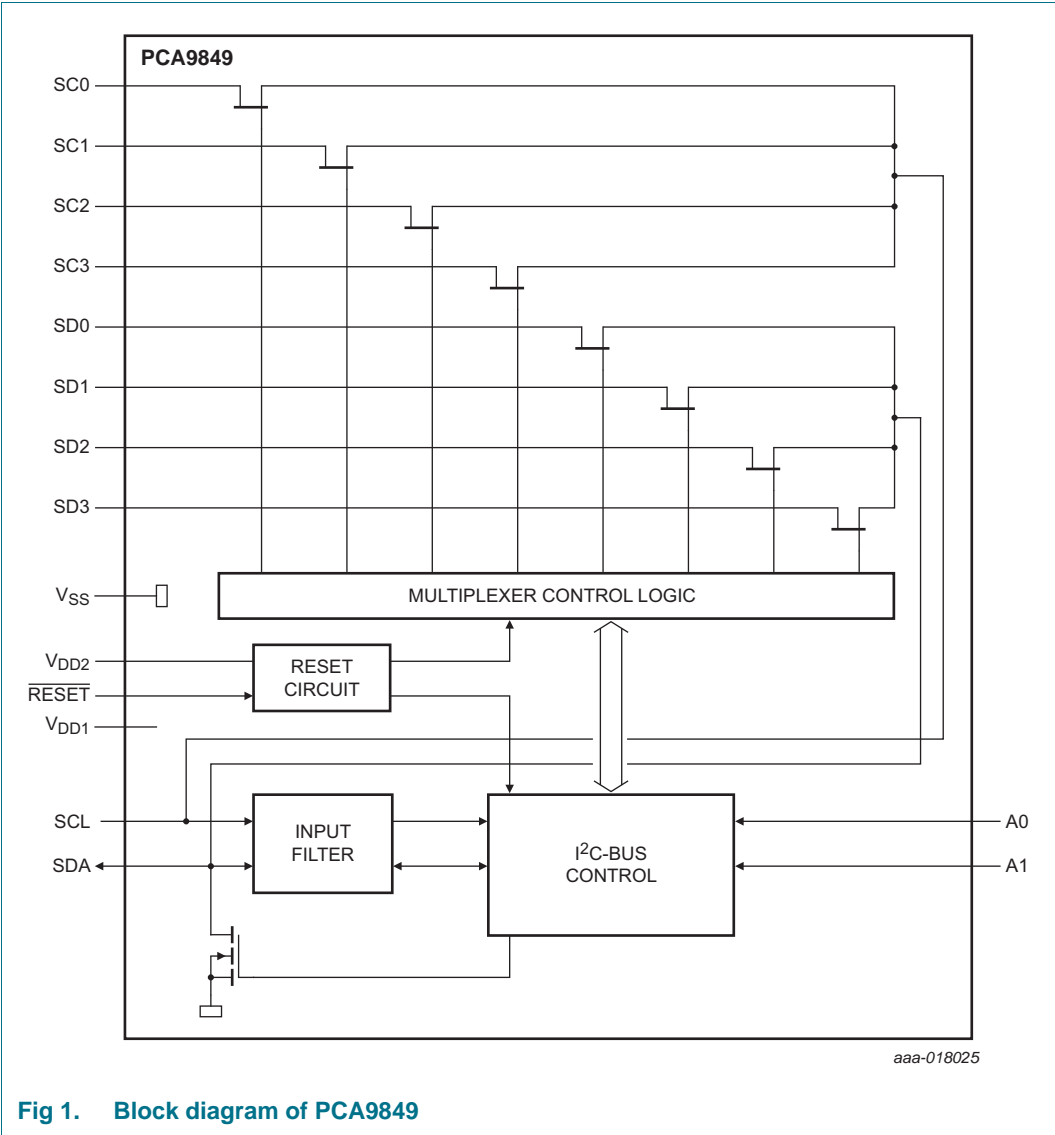 PCA9849
SC0
SC1
SC2
SC3
SD0
SD1
SD2
SD3
VSS
MULTIPLEXER CONTROL LOGIC
VDD2
RESET
CIRCUIT
RESET
VDD1
SCL
INPUT
FILTER
I2C-BUS
CONTROL
A0
SDA
A1
aaa-018025
Fig 1. Block diagram of PCA9849